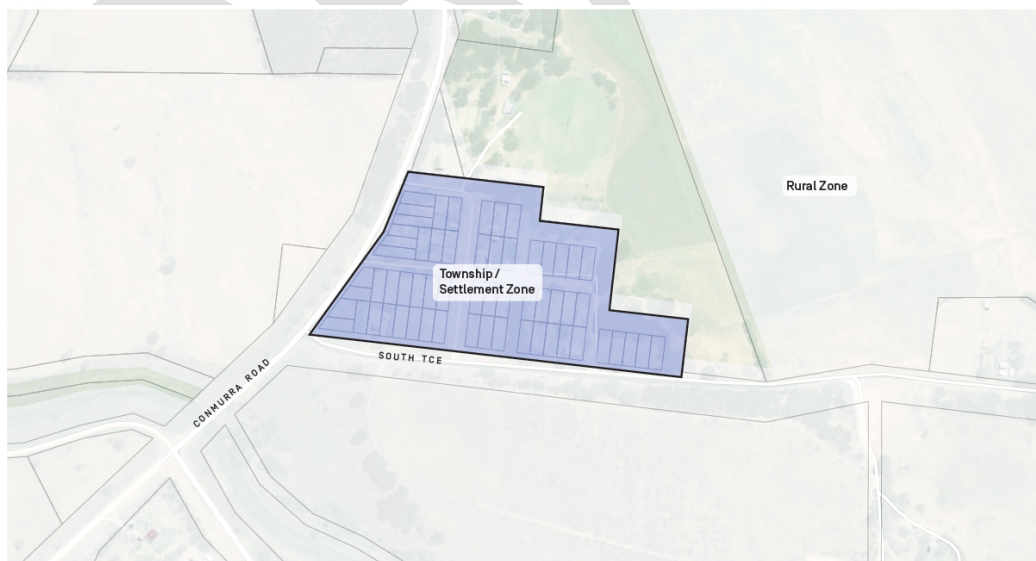 Rural Zone
Township /
Settlement Zone
SOUTH TCE
CONMURRA ROAD